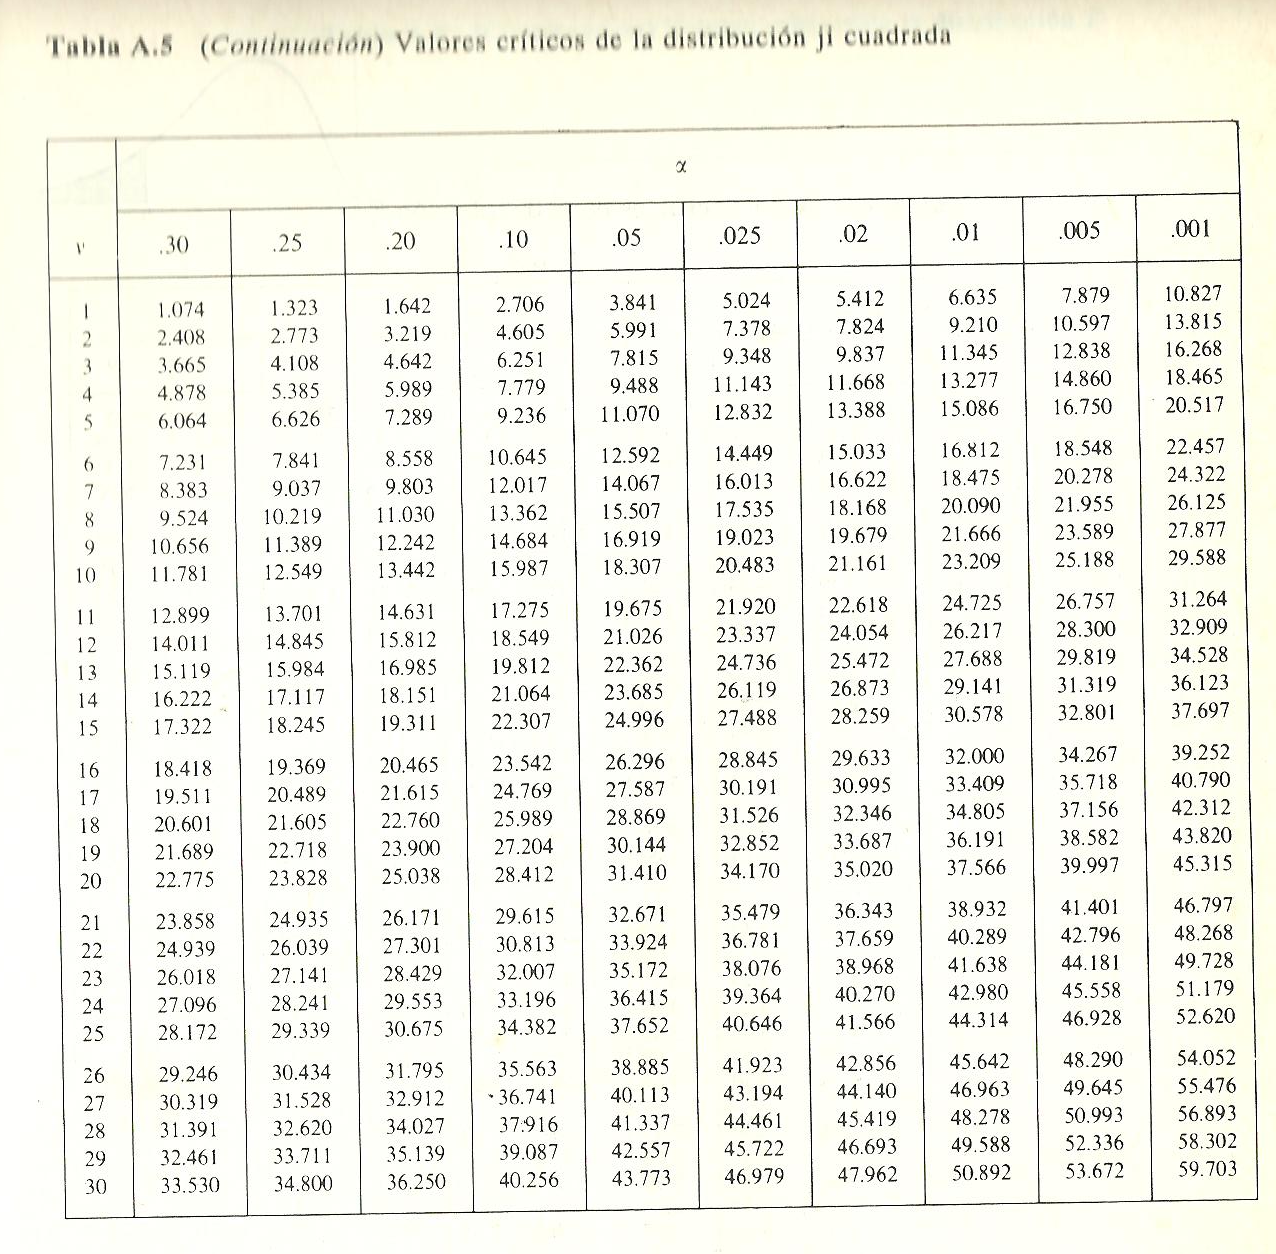 Tabla A.5 (Continuación) Valores críticos de la distribución ji cuadrada
α
ν .30 .25 .20 .10 .05 .025 .02 .01 .005 .001
1 1.074 1.323 1.642 2.706 3.841 5.024 5.412 6.635 7.879 10.827
2 2.408 2.773 3.219 4.605 5.991 7.378 7.824 9.210 10.597 13.815
3 3.665 4.108 4.642 6.251 7.815 9.348 9.837 11.345 12.838 16.268
4 4.878 5.385 5.989 7.779 9.488 11.143 11.668 13.277 14.860 18.465
5 6.064 6.626 7.289 9.236 11.070 12.832 13.388 15.086 16.750 20.517
6 7.231 7.841 8.558 10.645 12.592 14.449 15.033 16.812 18.548 22.457
7 8.383 9.037 9.803 12.017 14.067 16.013 16.622 18.475 20.278 24.322
8 9.524 10.219 11.030 13.362 15.507 17.535 18.168 20.090 21.955 26.125
9 10.656 11.389 12.242 14.684 16.919 19.023 19.679 21.666 23.589 27.877
10 11.781 12.549 13.442 15.987 18.307 20.483 21.161 23.209 25.188 29.588
11 12.899 13.701 14.631 17.275 19.675 21.920 22.618 24.725 26.757 31.264
12 14.011 14.845 15.812 18.549 21.026 23.337 24.054 26.217 28.300 32.909
13 15.119 15.984 16.985 19.812 22.362 24.736 25.472 27.688 29.819 34.528
14 16.222 17.117 18.151 21.064 23.685 26.119 26.873 29.141 31.319 36.123
15 17.322 18.245 19.311 22.307 24.996 27.488 28.259 30.578 32.801 37.697
16 18.418 19.369 20.465 23.542 26.296 28.845 29.633 32.000 34.267 39.252
17 19.511 20.489 21.615 24.769 27.587 30.191 30.995 33.409 35.718 40.790
18 20.601 21.605 22.760 25.989 28.869 31.526 32.346 34.805 37.156 42.312
19 21.689 22.718 23.900 27.204 30.144 32.852 33.687 36.191 38.582 43.820
20 22.775 23.828 25.038 28.412 31.410 34.170 35.020 37.566 39.997 45.315
21 23.858 24.935 26.171 29.615 32.671 35.479 36.343 38.932 41.401 46.797
22 24.939 26.039 27.301 30.813 33.924 36.781 37.659 40.289 42.796 48.268
23 26.018 27.141 28.429 32.007 35.172 38.076 38.968 41.638 44.181 49.728
24 27.096 28.241 29.553 33.196 36.415 39.364 40.270 42.980 45.558 51.179
25 28.172 29.339 30.675 34.382 37.652 40.646 41.566 44.314 46.928 52.620
26 29.246 30.434 31.795 35.563 38.885 41.923 42.856 45.642 48.290 54.052
27 30.319 31.528 32.912 36.741 40.113 43.194 44.140 46.963 49.645 55.476
28 31.391 32.620 34.027 37.916 41.337 44.461 45.419 48.278 50.993 56.893
29 32.461 33.711 35.139 39.087 42.557 45.722 46.693 49.588 52.336 58.302
30 33.530 34.800 36.250 40.256 43.773 46.979 47.962 50.892 53.672 59.703